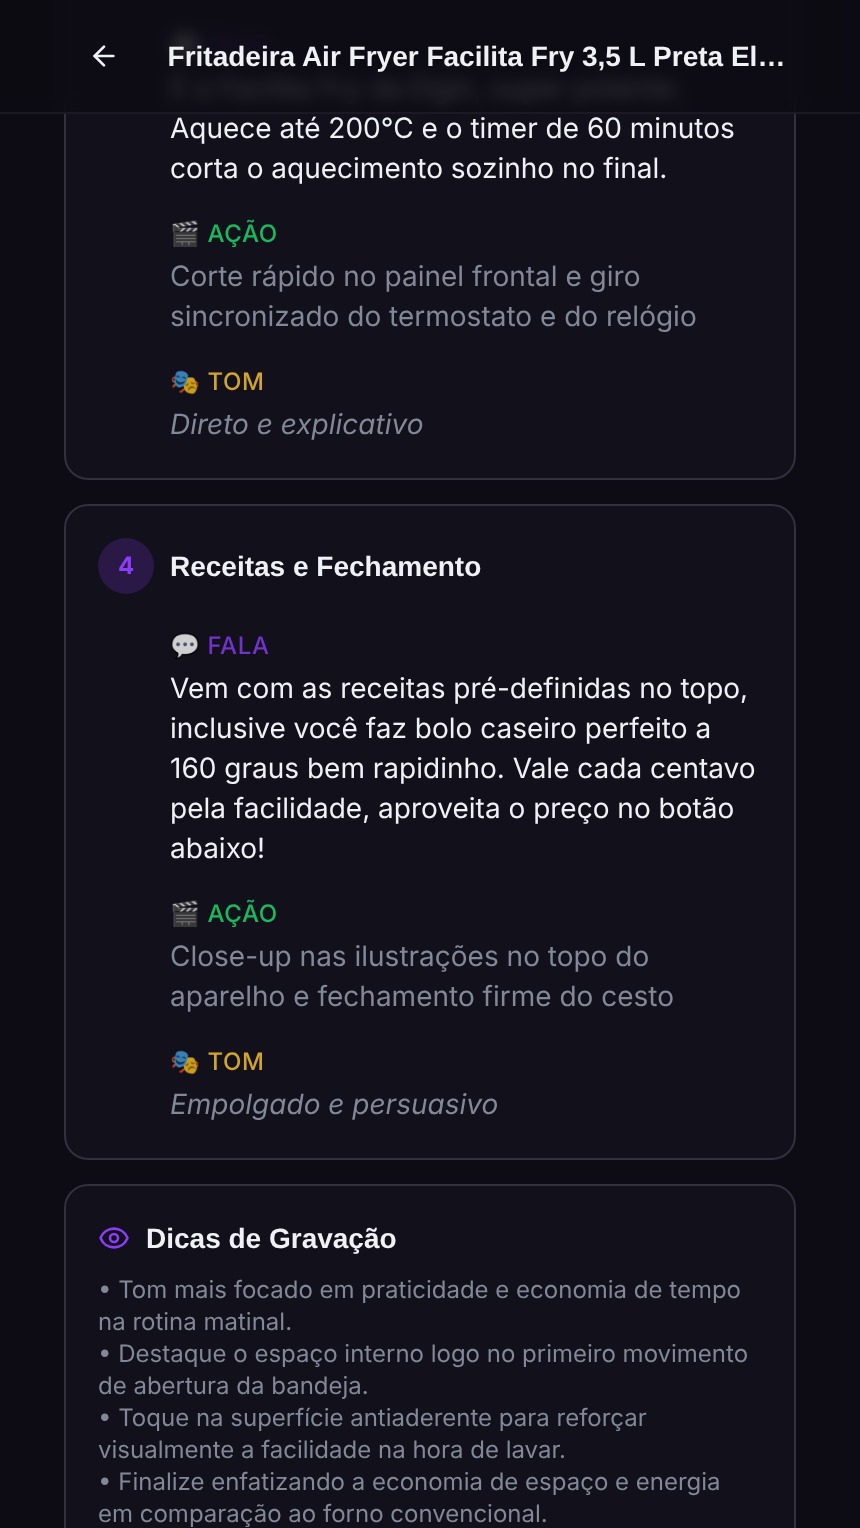 Fritadeira Air Fryer Facilita Fry 3,5 L Preta El...
Aquece até 200°C e o timer de 60 minutos
corta o aquecimento sozinho no final.
🎬 AÇÃO
Corte rápido no painel frontal e giro
sincronizado do termostato e do relógio
🎭 TOM
Direto e explicativo
4 Receitas e Fechamento
💬 FALA
Vem com as receitas pré-definidas no topo,
inclusive você faz bolo caseiro perfeito a
160 graus bem rapidinho. Vale cada centavo
pela facilidade, aproveita o preço no botão
abaixo!
🎬 AÇÃO
Close-up nas ilustrações no topo do
aparelho e fechamento firme do cesto
🎭 TOM
Empolgado e persuasivo
Dicas de Gravação
• Tom mais focado em praticidade e economia de tempo
na rotina matinal.
• Destaque o espaço interno logo no primeiro movimento
de abertura da bandeja.
• Toque na superfície antiaderente para reforçar
visualmente a facilidade na hora de lavar.
• Finalize enfatizando a economia de espaço e energia
em comparação ao forno convencional.